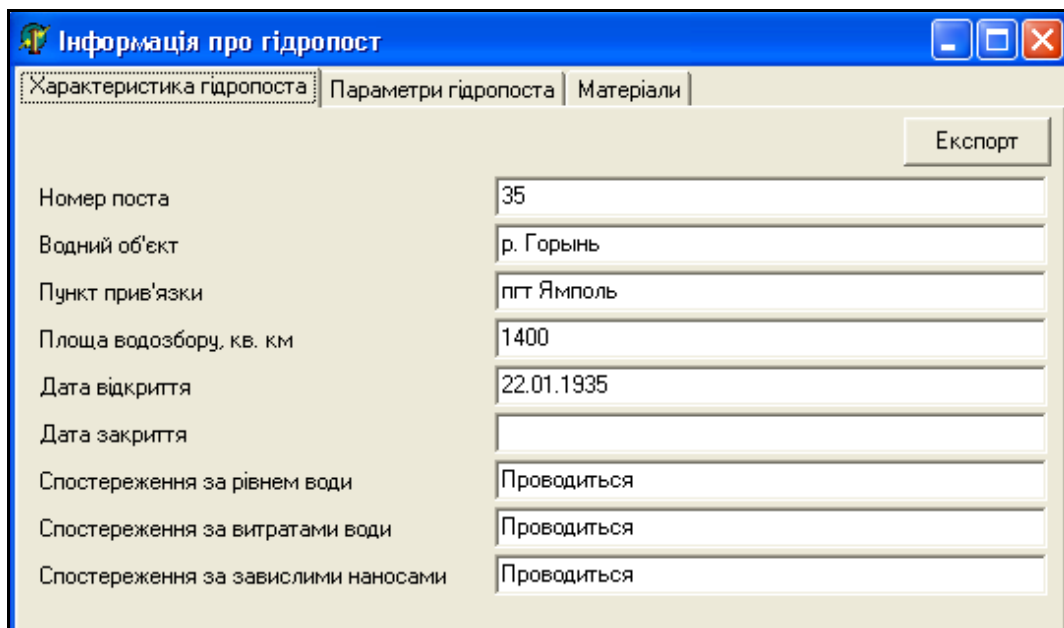 Інформація про гідропост
Характеристика гідропоста Параметри гідропоста Матеріали
Експорт
Номер поста 35
Водний об'єкт р. Горынь
Пункт прив'язки пгт Ямполь
Площа водозбору, кв. км 1400
Дата відкриття 22.01.1935
Дата закриття
Спостереження за рівнем води Проводиться
Спостереження за витратами води Проводиться
Спостереження за завислими наносами Проводиться